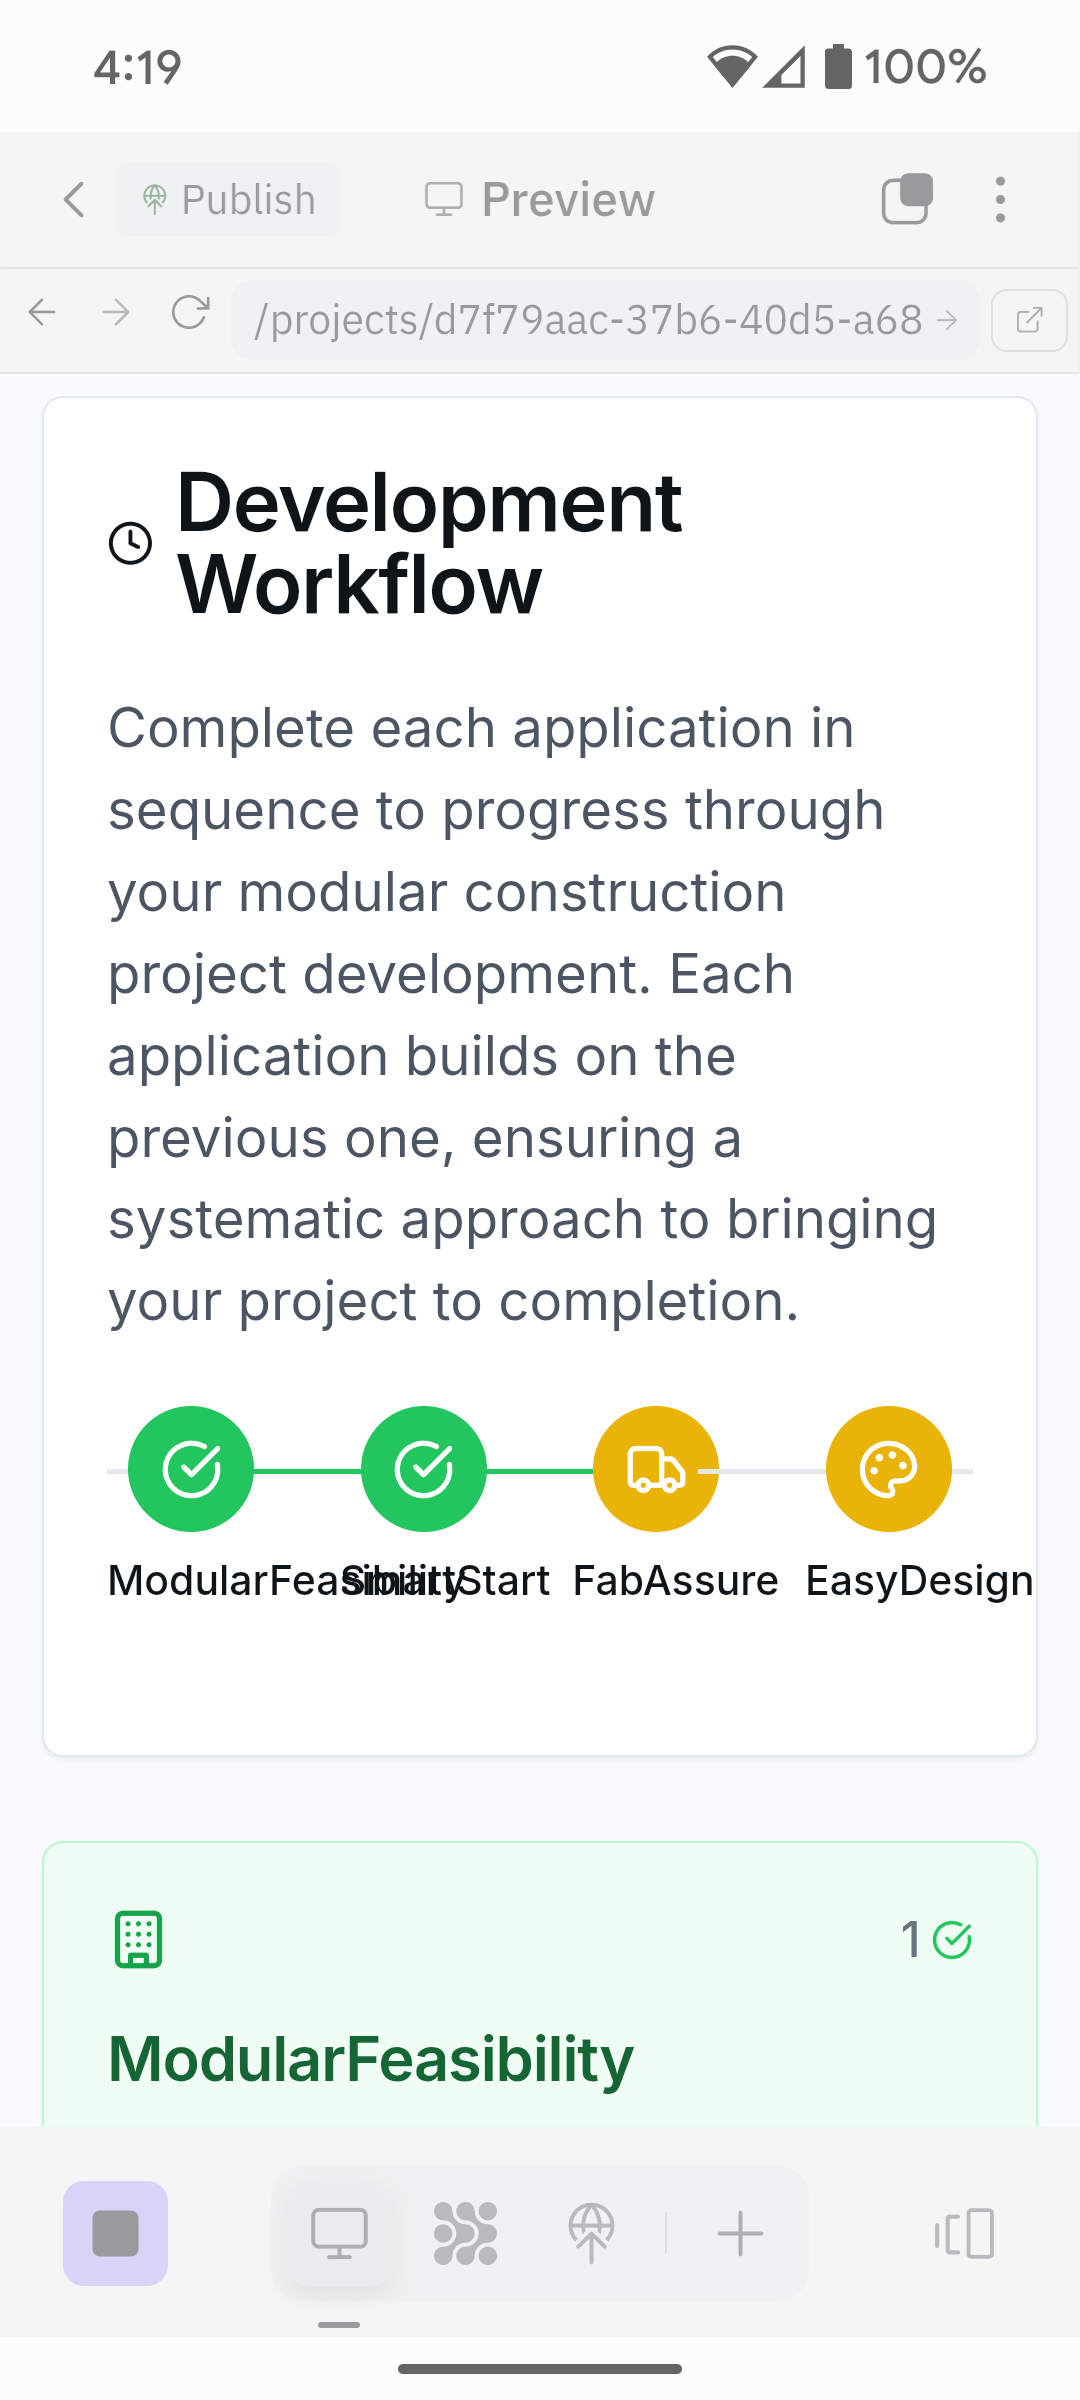 4:19
100%
Publish
Preview
/projects/d7f79aac-37b6-40d5-a68
Development
Workflow
Complete each application in
sequence to progress through
your modular construction
project development. Each
application builds on the
previous one, ensuring a
systematic approach to bringing
your project to completion.
ModularFeasibility SmartStart FabAssure EasyDesign
1
ModularFeasibility